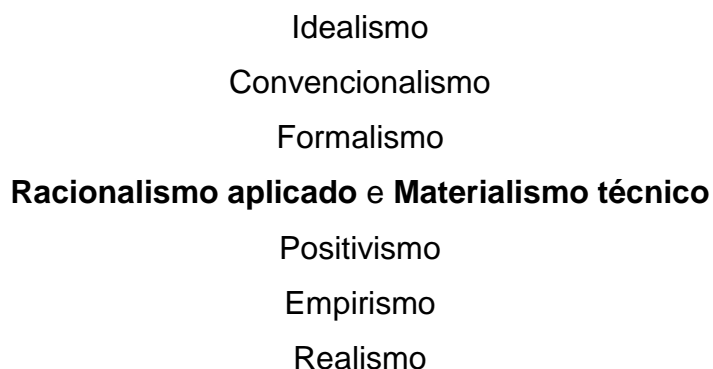 Idealismo
Convencionalismo
Formalismo
Racionalismo aplicado e Materialismo técnico
Positivismo
Empirismo
Realismo